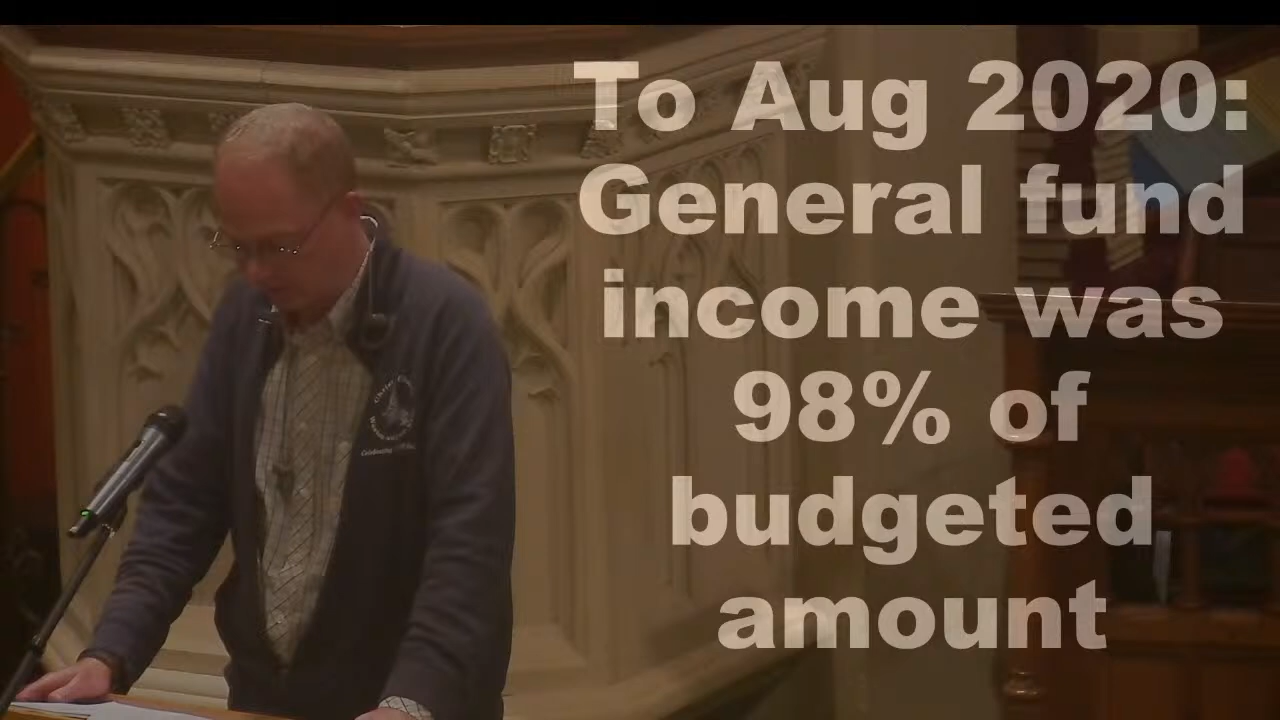 To Aug 2020:
General fund
income was
98% of
budgeted
amount